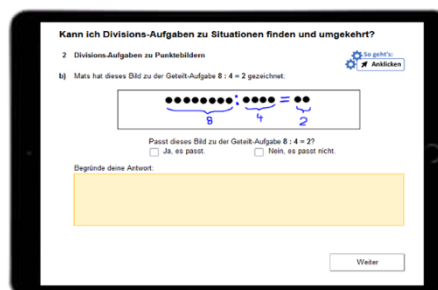 Kann ich Divisions-Aufgaben zu Situationen finden und umgekehrt?
2 Divisions-Aufgaben zu Punktebildern
So geht's:
Anklicken
b) Mats hat dieses Bild zu der Geteilt-Aufgabe 8 : 4 = 2 gezeichnet:
: =
8 4 2
Passt dieses Bild zu der Geteilt-Aufgabe 8 : 4 = 2?
Ja, es passt. Nein, es passt nicht.
Begründe deine Antwort:
Weiter